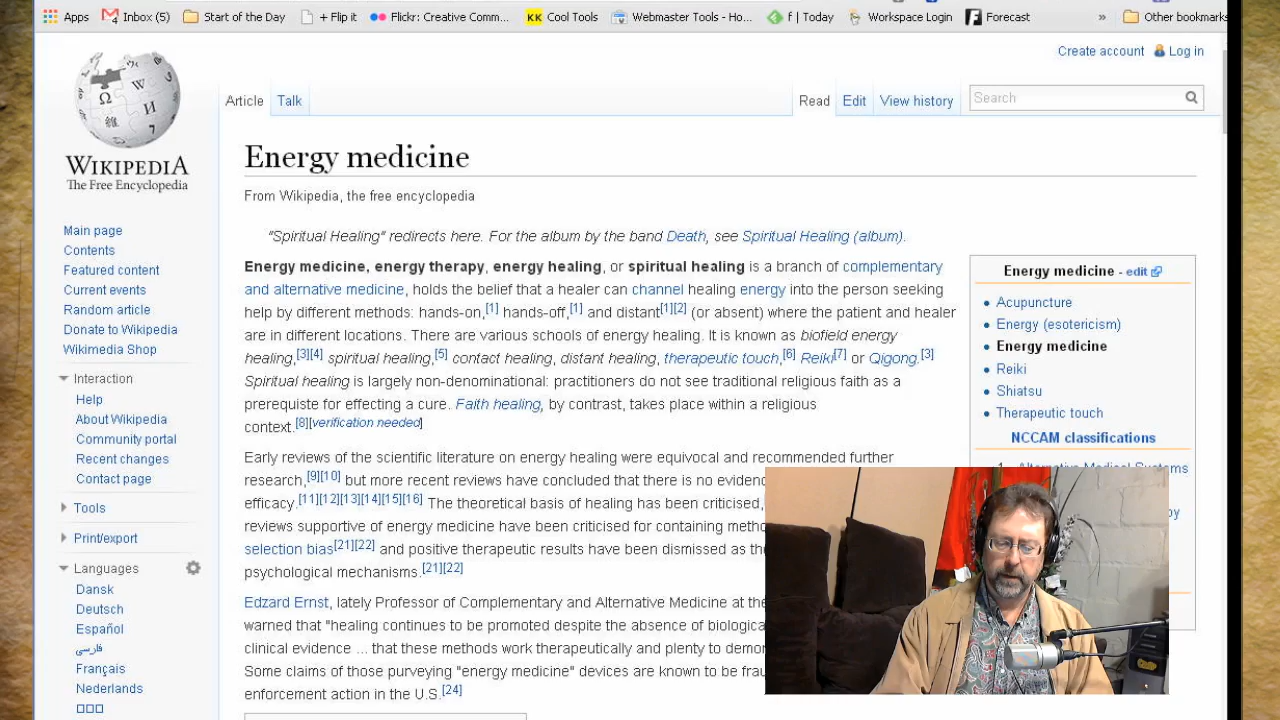 Apps Inbox (5) Start of the Day + Flip it Flickr: Creative Com... KK Cool Tools Webmaster Tools - Ho... f | Today Workspace Login Forecast » Other bookmarks
Create account Log in
Article Talk Read Edit View history Search
WIKIPEDIA
The Free Encyclopedia
Main page
Contents
Featured content
Current events
Random article
Donate to Wikipedia
Wikimedia Shop
Interaction
Help
About Wikipedia
Community portal
Recent changes
Contact page
Tools
Print/export
Languages
Dansk
Deutsch
Español
فارسی
Français
Nederlands
Energy medicine
From Wikipedia, the free encyclopedia
"Spiritual Healing" redirects here. For the album by the band Death, see Spiritual Healing (album).
Energy medicine, energy therapy, energy healing, or spiritual healing is a branch of complementary
and alternative medicine, holds the belief that a healer can channel healing energy into the person seeking
help by different methods: hands-on,[1] hands-off,[1] and distant[1][2] (or absent) where the patient and healer
are in different locations. There are various schools of energy healing. It is known as biofield energy
healing,[3][4] spiritual healing,[5] contact healing, distant healing, therapeutic touch,[6] Reiki[7] or Qigong.[3]
Spiritual healing is largely non-denominational: practitioners do not see traditional religious faith as a
prerequisite for effecting a cure. Faith healing, by contrast, takes place within a religious
context.[8][verification needed]
Early reviews of the scientific literature on energy healing were equivocal and recommended further
research,[9][10] but more recent reviews have concluded that there is no evidenc
efficacy.[11][12][13][14][15][16] The theoretical basis of healing has been criticised,
reviews supportive of energy medicine have been criticised for containing metho
selection bias[21][22] and positive therapeutic results have been dismissed as the
psychological mechanisms.[21][22]
Edzard Ernst, lately Professor of Complementary and Alternative Medicine at the
warned that "healing continues to be promoted despite the absence of biological
clinical evidence ... that these methods work therapeutically and plenty to demon
Some claims of those purveying "energy medicine" devices are known to be frau
enforcement action in the U.S.[24]
Energy medicine - edit
Acupuncture
Energy (esotericism)
Energy medicine
Reiki
Shiatsu
Therapeutic touch
NCCAM classifications
1. Alternative Medical Systems